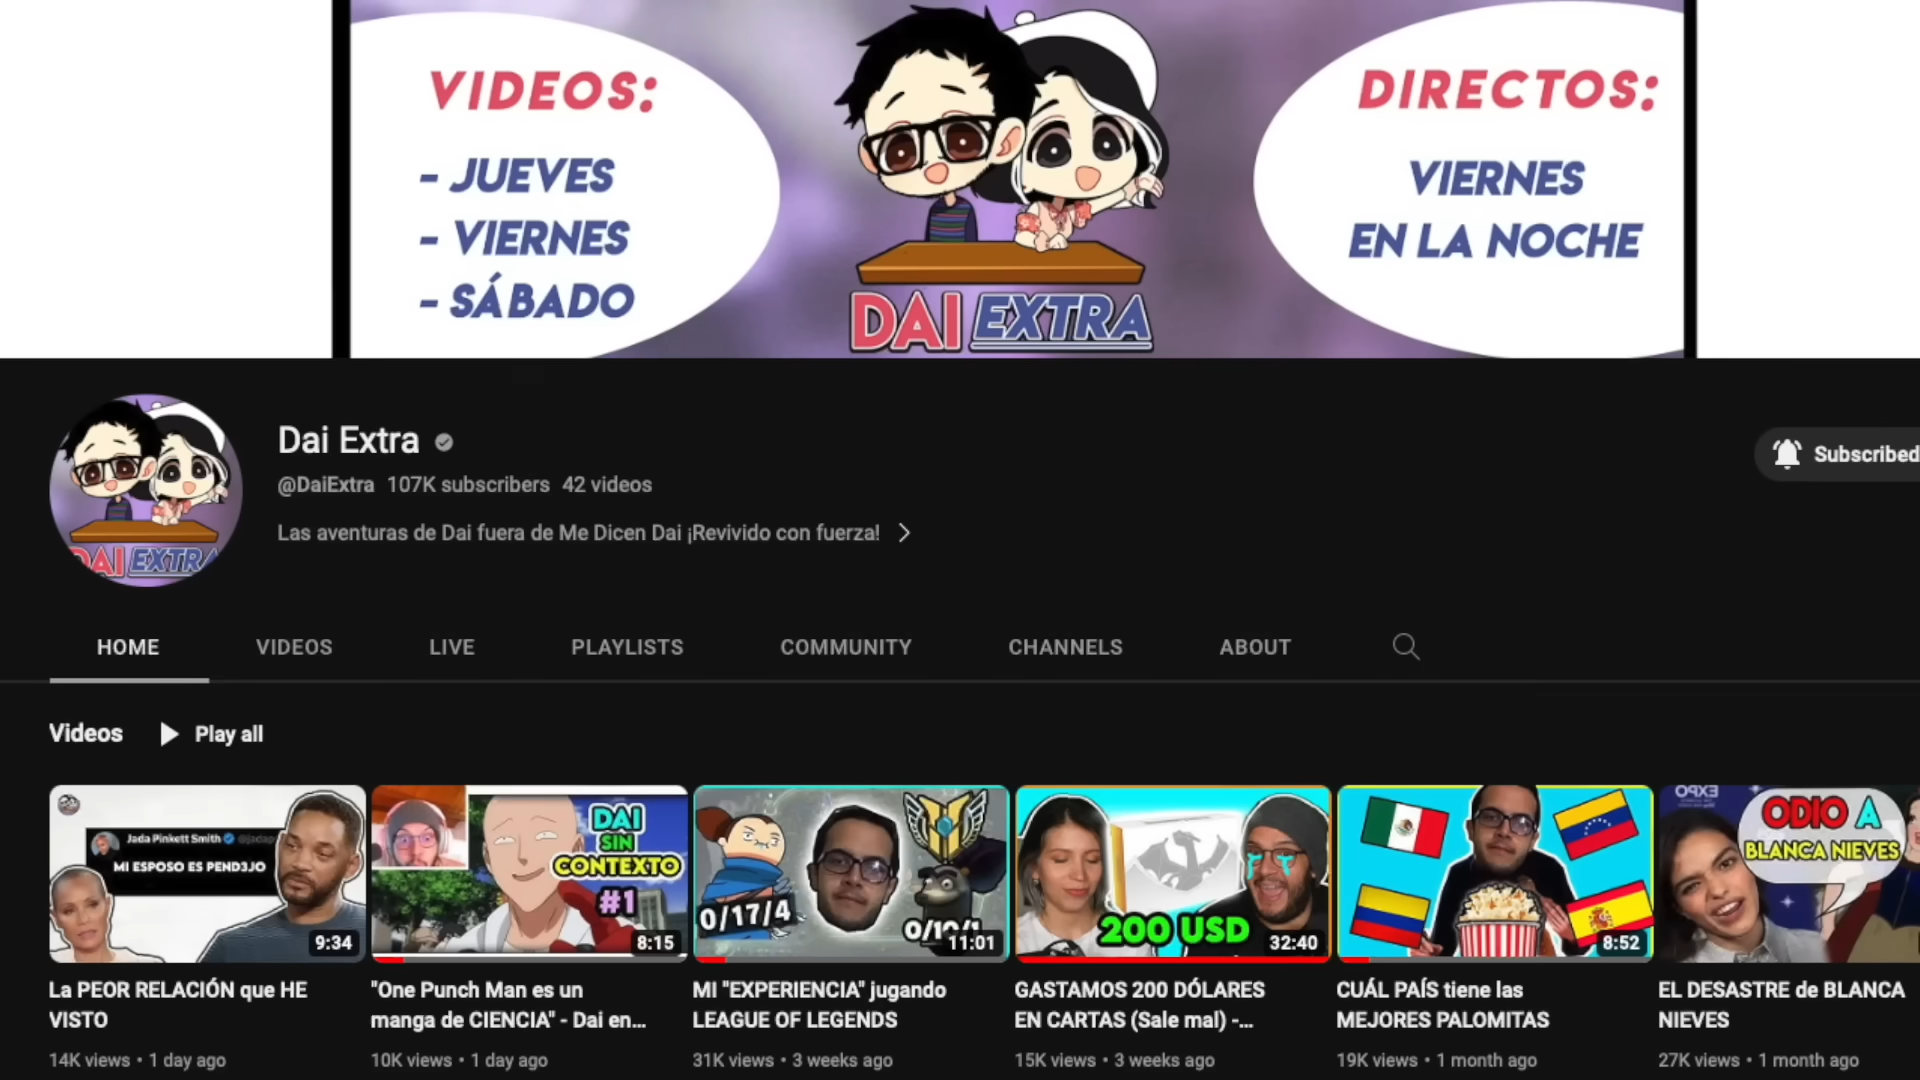 VIDEOS:
- JUEVES
- VIERNES
- SÁBADO
DAI EXTRA
DIRECTOS:
VIERNES
EN LA NOCHE
DAI EXTRA
Dai Extra
@DaiExtra 107K subscribers 42 videos
Las aventuras de Dai fuera de Me Dicen Dai ¡Revivido con fuerza!
Subscribed
HOME VIDEOS LIVE PLAYLISTS COMMUNITY CHANNELS ABOUT
Videos Play all
Jada Pinkett Smith
MI ESPOSO ES PEND3JO
9:34
La PEOR RELACIÓN que HE
VISTO
14K views • 1 day ago
DAI
SIN
CONTEXTO
#1
8:15
"One Punch Man es un
manga de CIENCIA" - Dai en...
10K views • 1 day ago
0/17/4
11:01
MI "EXPERIENCIA" jugando
LEAGUE OF LEGENDS
31K views • 3 weeks ago
200 USD
32:40
GASTAMOS 200 DÓLARES
EN CARTAS (Sale mal) -...
15K views • 3 weeks ago
8:52
CUÁL PAÍS tiene las
MEJORES PALOMITAS
19K views • 1 month ago
ODIO A
BLANCA NIEVES
EL DESASTRE de BLANCA
NIEVES
27K views • 1 month ago